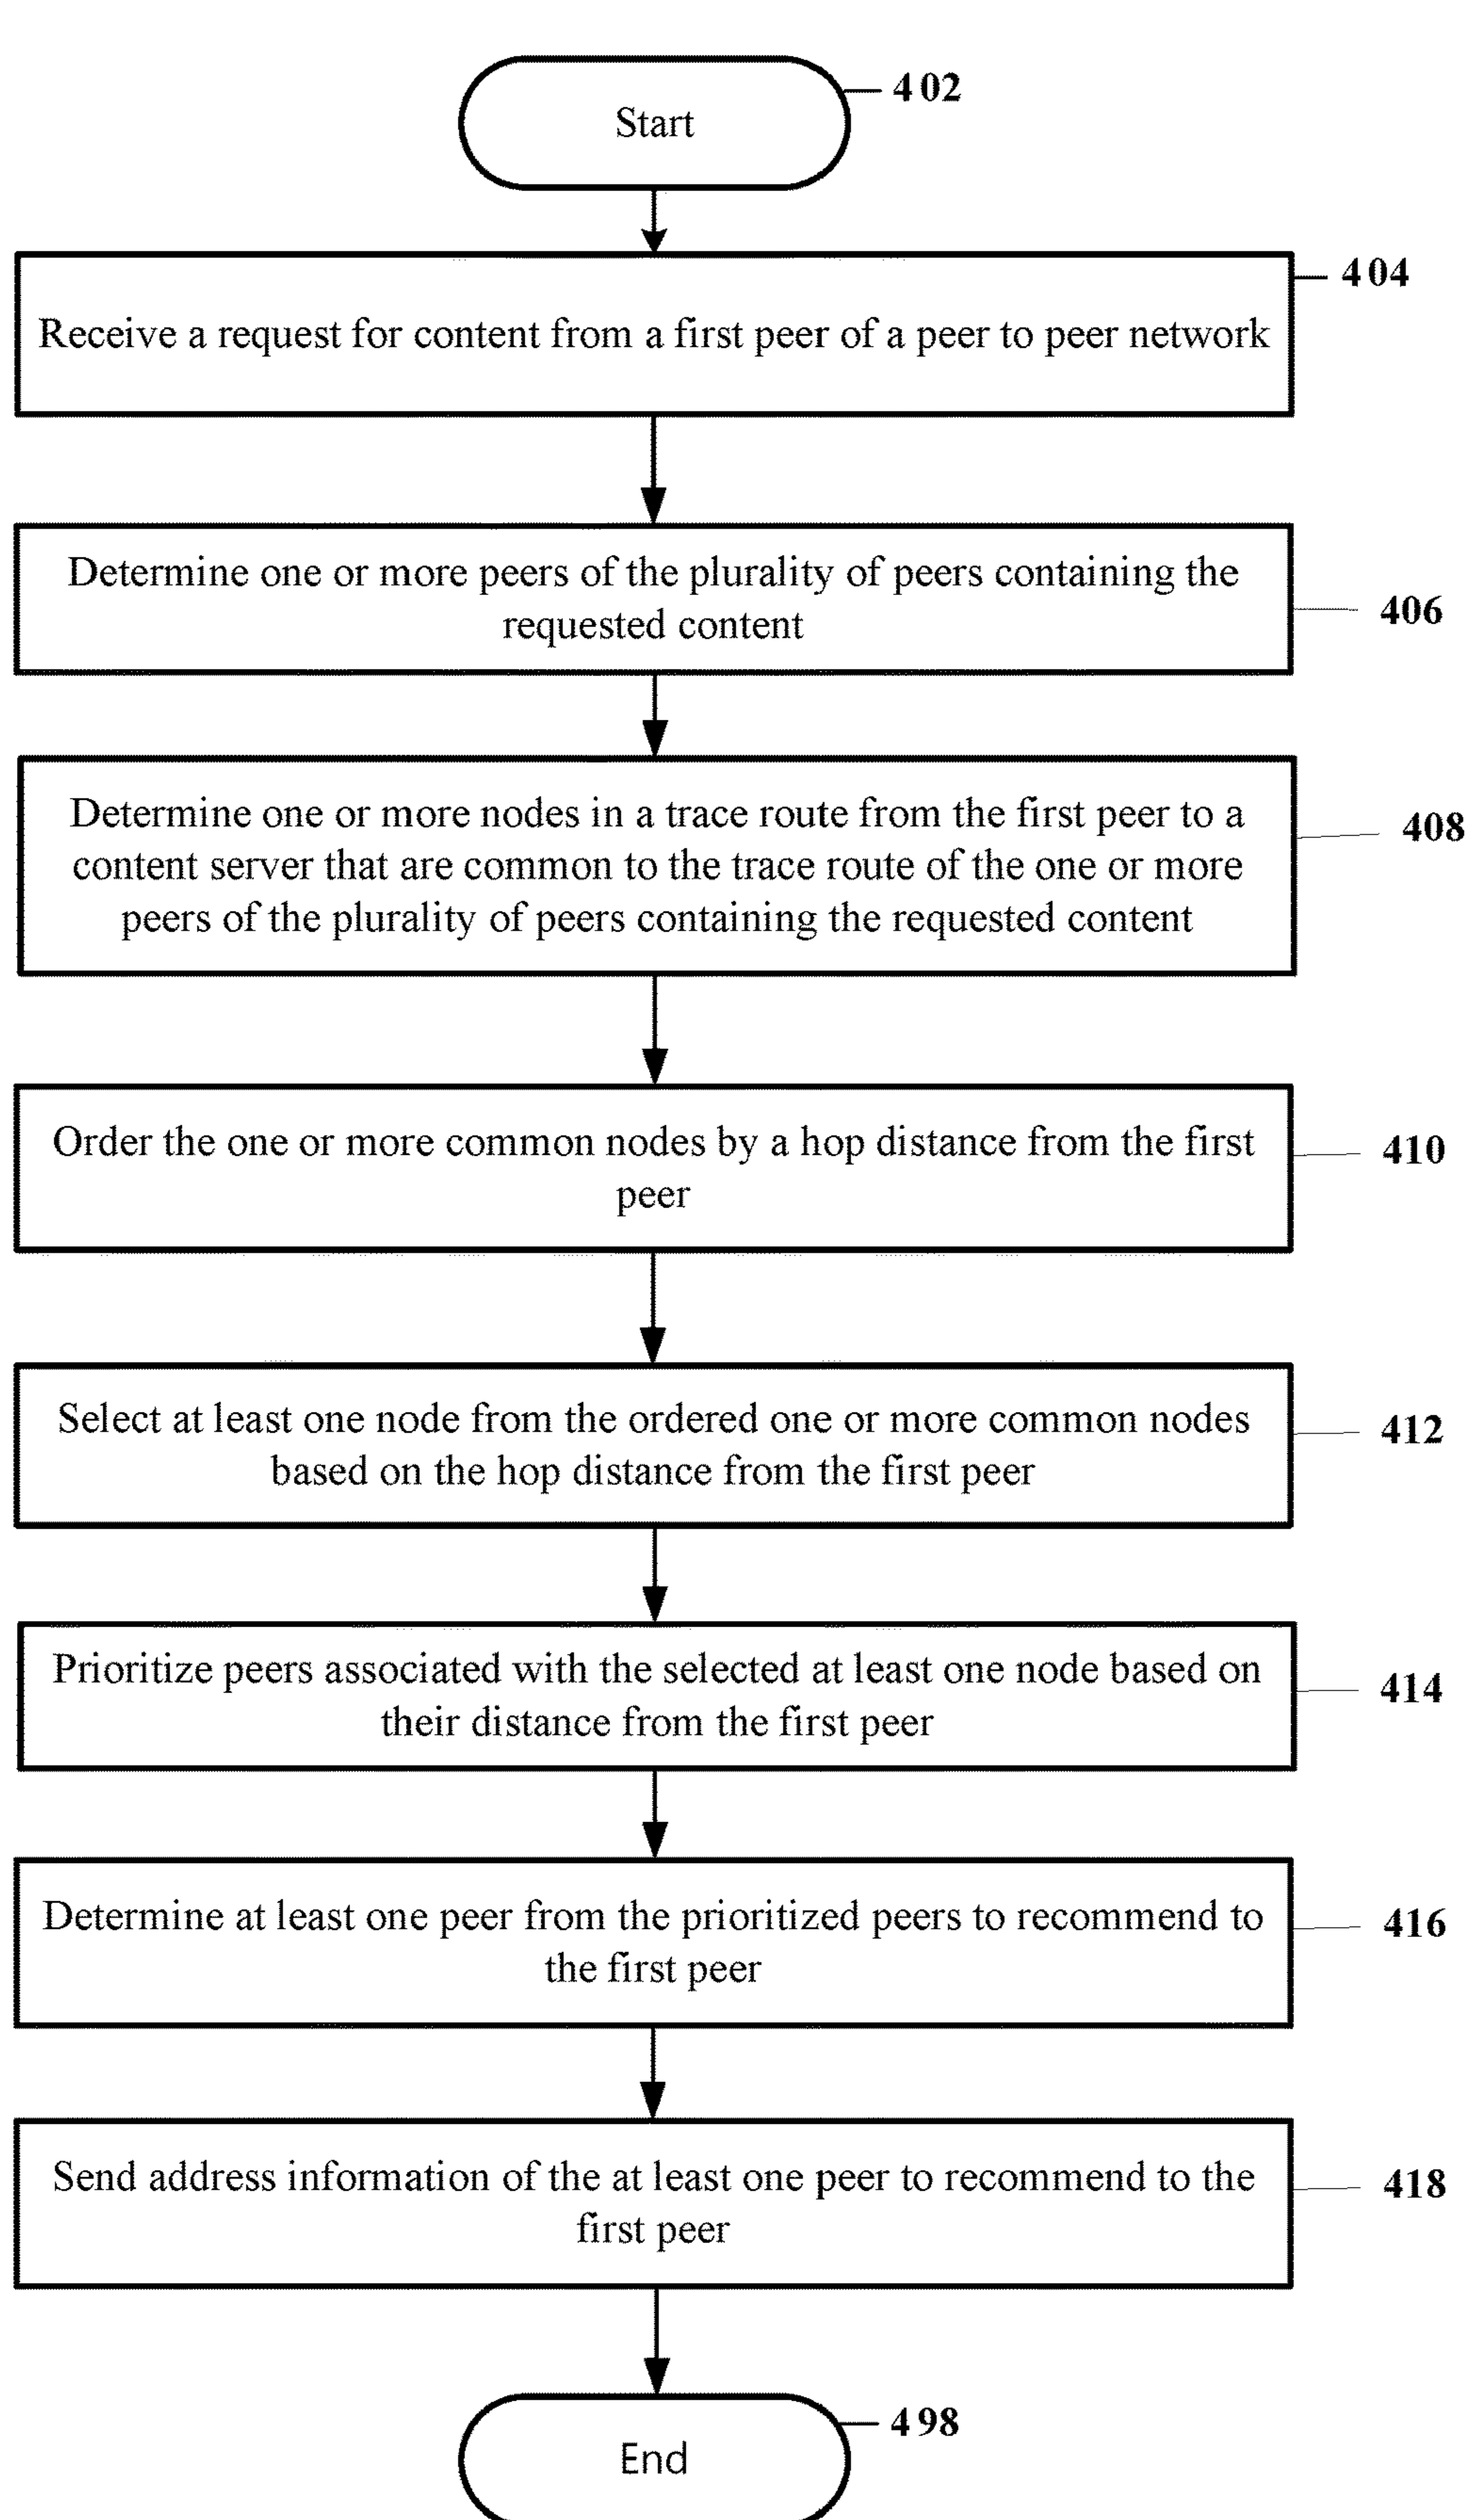 Start
402
404
Receive a request for content from a first peer of a peer to peer network
Determine one or more peers of the plurality of peers containing the
requested content
406
Determine one or more nodes in a trace route from the first peer to a
content server that are common to the trace route of the one or more
peers of the plurality of peers containing the requested content
408
Order the one or more common nodes by a hop distance from the first
peer
410
Select at least one node from the ordered one or more common nodes
based on the hop distance from the first peer
412
Prioritize peers associated with the selected at least one node based on
their distance from the first peer
414
Determine at least one peer from the prioritized peers to recommend to
the first peer
416
Send address information of the at least one peer to recommend to the
first peer
418
498
End